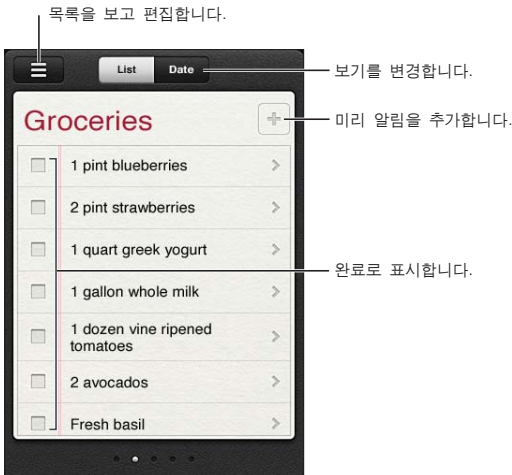 목록을 보고 편집합니다.
List
Date
보기를 변경합니다.
Groceries
미리 알림을 추가합니다.
1 pint blueberries
2 pint strawberries
1 quart greek yogurt
완료로 표시합니다.
1 gallon whole milk
1 dozen vine ripened
tomatoes
2 avocados
Fresh basil